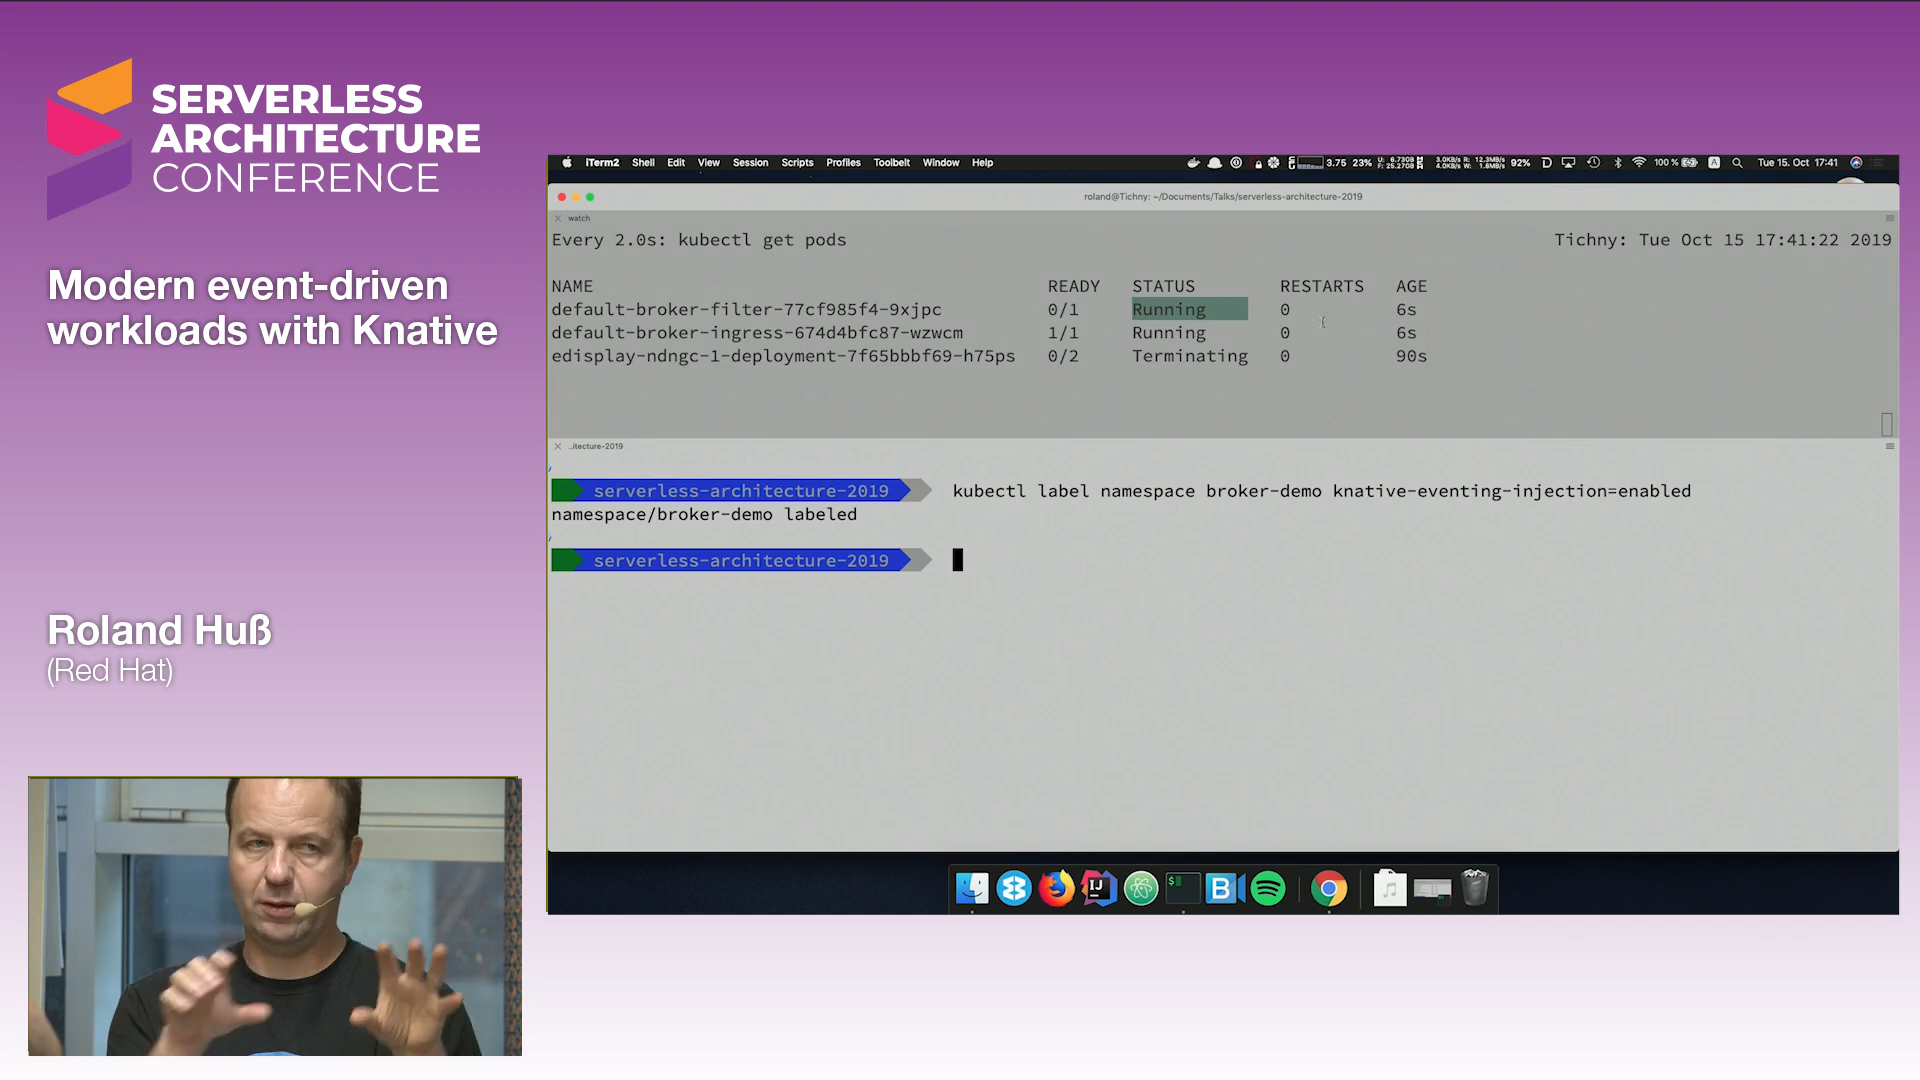 SERVERLESS
ARCHITECTURE
CONFERENCE
Modern event-driven
workloads with Knative
Roland Huß
(Red Hat)
iTerm2 Shell Edit View Session Scripts Profiles Toolbelt Window Help 3.75 23% 92% 100 % Tue 15. Oct 17:41
roland@Tichny: ~/Documents/Talks/serverless-architecture-2019
watch
Every 2.0s: kubectl get pods Tichny: Tue Oct 15 17:41:22 2019
NAME READY STATUS RESTARTS AGE
default-broker-filter-77cf985f4-9xjpc 0/1 Running 0 6s
default-broker-ingress-674d4bfc87-wzwcm 1/1 Running 0 6s
edisplay-ndngc-1-deployment-7f65bbbf69-h75ps 0/2 Terminating 0 90s
..itecture-2019
serverless-architecture-2019 kubectl label namespace broker-demo knative-eventing-injection=enabled
namespace/broker-demo labeled
serverless-architecture-2019